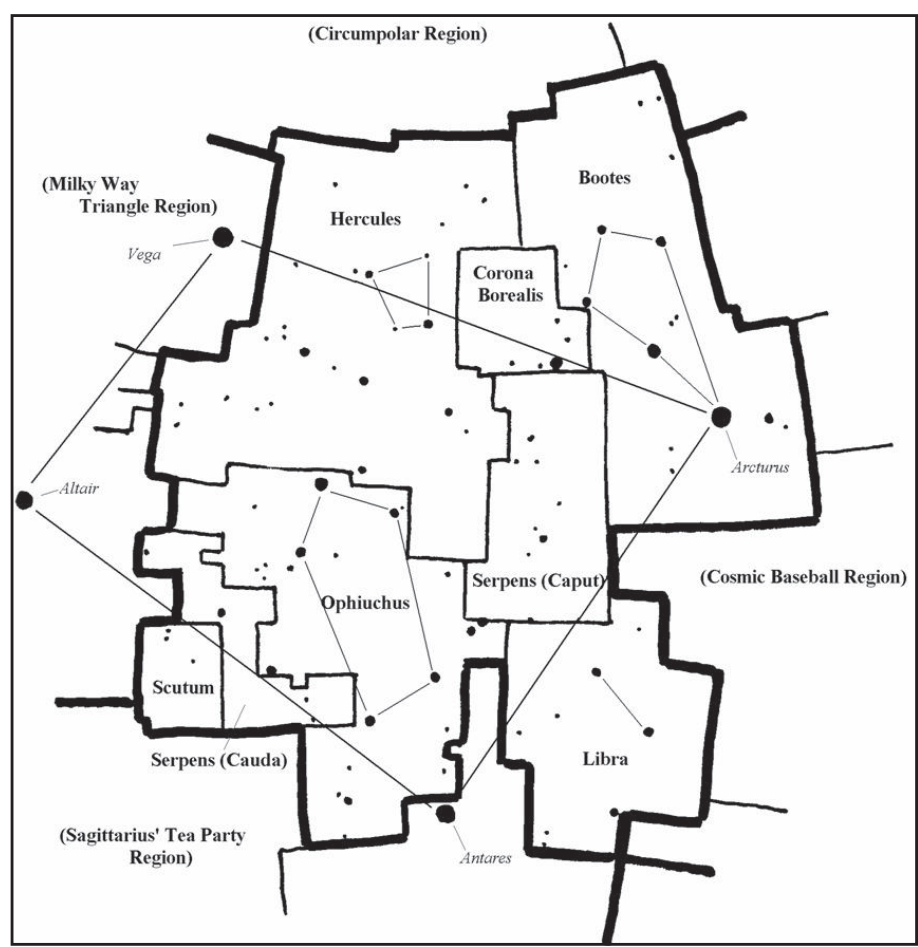 (Circumpolar Region)
Bootes
(Milky Way
Triangle Region)
Hercules
Vega
Corona
Borealis
Arcturus
Altair
Serpens (Caput)
(Cosmic Baseball Region)
Ophiuchus
Scutum
Libra
Serpens (Cauda)
(Sagittarius' Tea Party
Region)
Antares